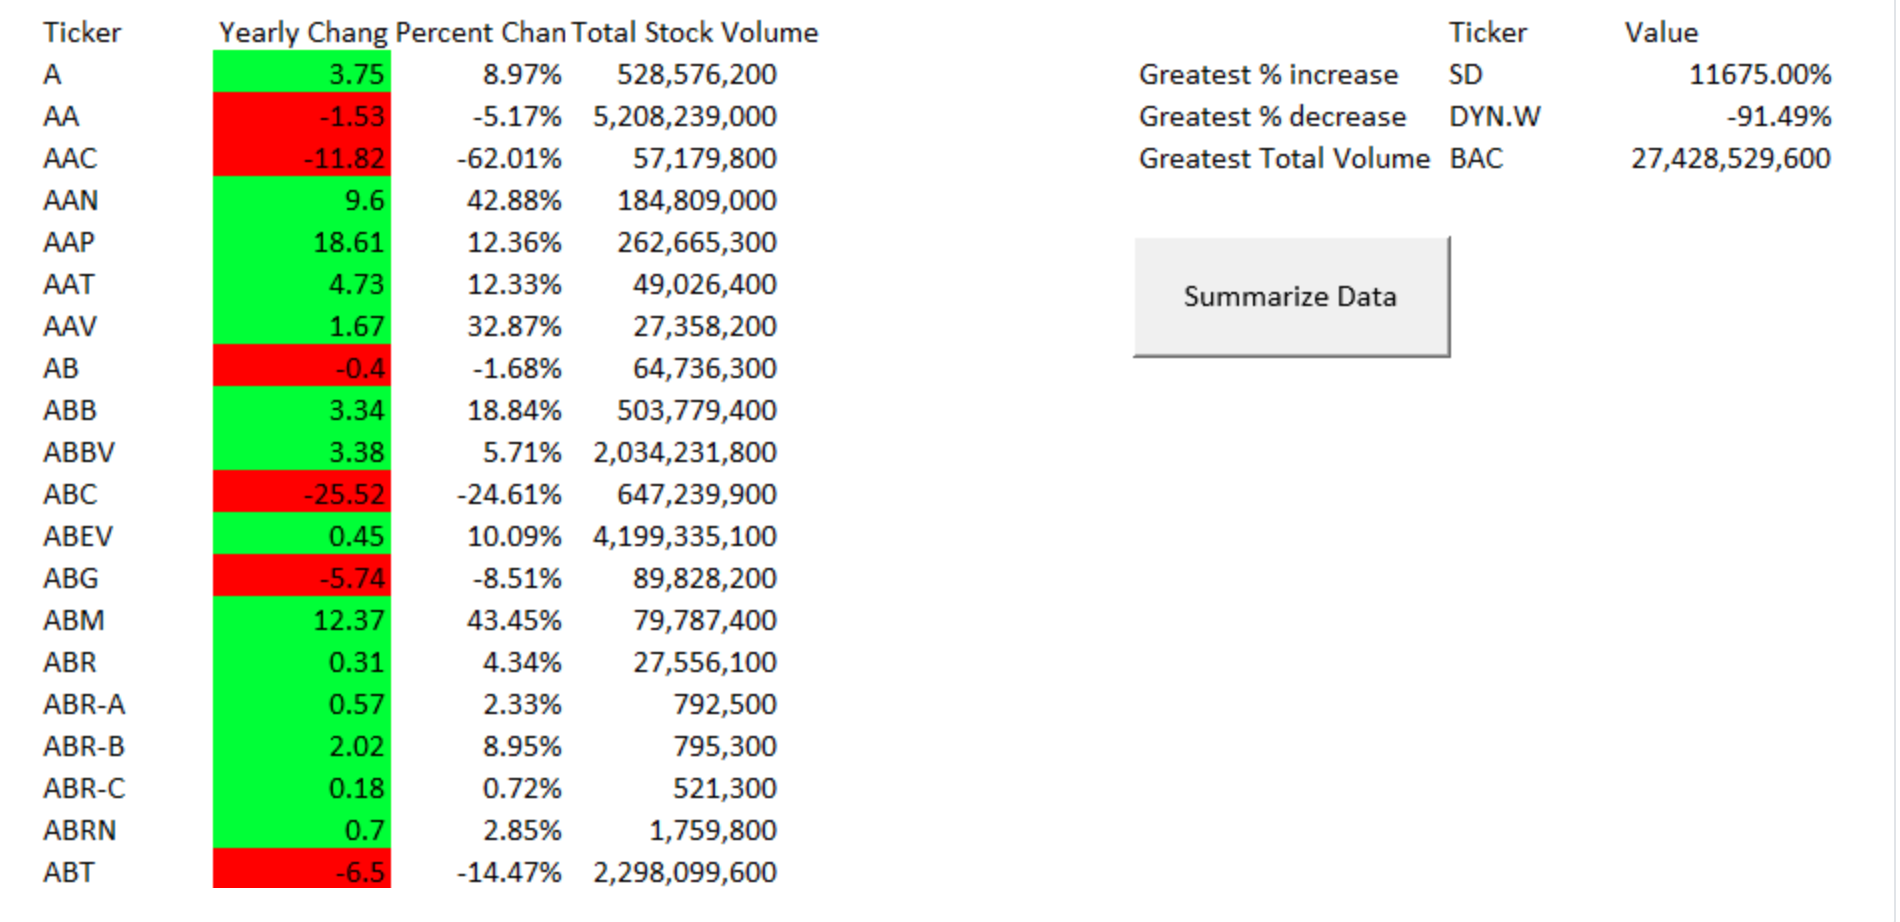 Ticker Yearly Chang Percent Chan Total Stock Volume Ticker Value
A 3.75 8.97% 528,576,200 Greatest % increase SD 11675.00%
AA -1.53 -5.17% 5,208,239,000 Greatest % decrease DYN.W -91.49%
AAC -11.82 -62.01% 57,179,800 Greatest Total Volume BAC 27,428,529,600
AAN 9.6 42.88% 184,809,000
AAP 18.61 12.36% 262,665,300
AAT 4.73 12.33% 49,026,400 Summarize Data
AAV 1.67 32.87% 27,358,200
AB -0.4 -1.68% 64,736,300
ABB 3.34 18.84% 503,779,400
ABBV 3.38 5.71% 2,034,231,800
ABC -25.52 -24.61% 647,239,900
ABEV 0.45 10.09% 4,199,335,100
ABG -5.74 -8.51% 89,828,200
ABM 12.37 43.45% 79,787,400
ABR 0.31 4.34% 27,556,100
ABR-A 0.57 2.33% 792,500
ABR-B 2.02 8.95% 795,300
ABR-C 0.18 0.72% 521,300
ABRN 0.7 2.85% 1,759,800
ABT -6.5 -14.47% 2,298,099,600